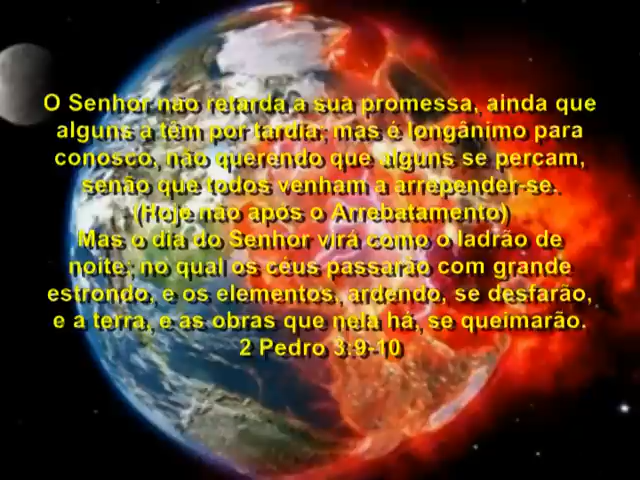 O Senhor não retarda a sua promessa, ainda que
alguns a têm por tardia; mas é longânimo para
conosco, não querendo que alguns se percam,
senão que todos venham a arrepender-se.
(Hoje não após o Arrebatamento)
Mas o dia do Senhor virá como o ladrão de
noite; no qual os céus passarão com grande
estrondo, e os elementos, ardendo, se desfarão,
e a terra, e as obras que nela há, se queimarão.
2 Pedro 3:9-10